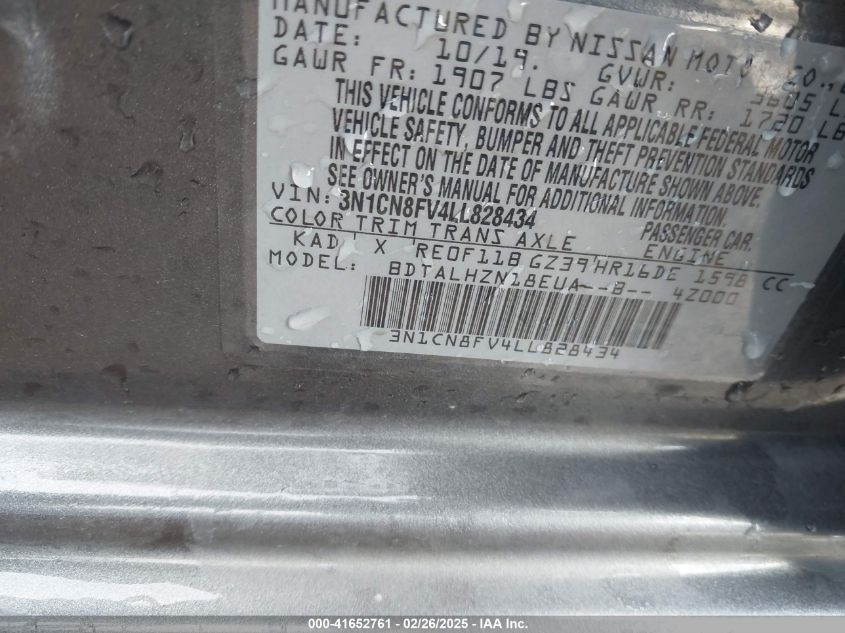 MANUFACTURED BY NISSAN MOTO CO.,
DATE: 10/19. GVWR: 3605 L
GAWR FR: 1907 LBS GAWR RR: 1720 LB
THIS VEHICLE CONFORMS TO ALL APPLICABLE FEDERAL MOTOR
VEHICLE SAFETY, BUMPER AND THEFT PREVENTION STANDARDS
IN EFFECT ON THE DATE OF MANUFACTURE SHOWN ABOVE.
SEE OWNER'S MANUAL FOR ADDITIONAL INFORMATION.
VIN: 3N1CN8FV4LL828434 PASSENGER CAR
COLOR TRIM TRANS AXLE ENGINE
KAD X RE0F11B GZ39 HR16DE 1598 CC
MODEL: BDTALHZN18EUA--B-- 4Z000
3N1CN8FV4LL828434
000-41652761 - 02/26/2025 - IAA Inc.